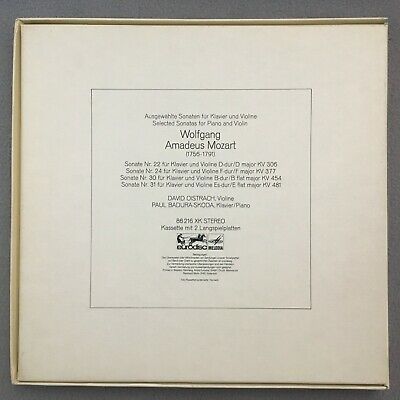 Ausgewählte Sonaten für Klavier und Violine
Selected Sonatas for Piano and Violin
Wolfgang
Amadeus Mozart
(1756-1791)
Sonate Nr. 22 für Klavier und Violine D-dur/D major KV 306
Sonate Nr. 24 für Klavier und Violine F-dur/F major KV 377
Sonate Nr. 30 für Klavier und Violine B-dur/B flat major KV 454
Sonate Nr. 31 für Klavier und Violine Es-dur/E flat major KV 481
DAVID OISTRACH, Violine
PAUL BADURA-SKODA, Klavier/Piano
86 216 XK STEREO
Kassette mit 2 Langspielplatten
eurodisc MELODIA